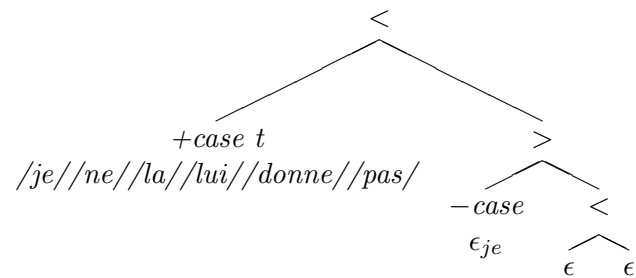 <
+case t >
/je//ne//la//lui//donne//pas/
−case <
ϵje
ϵ ϵ